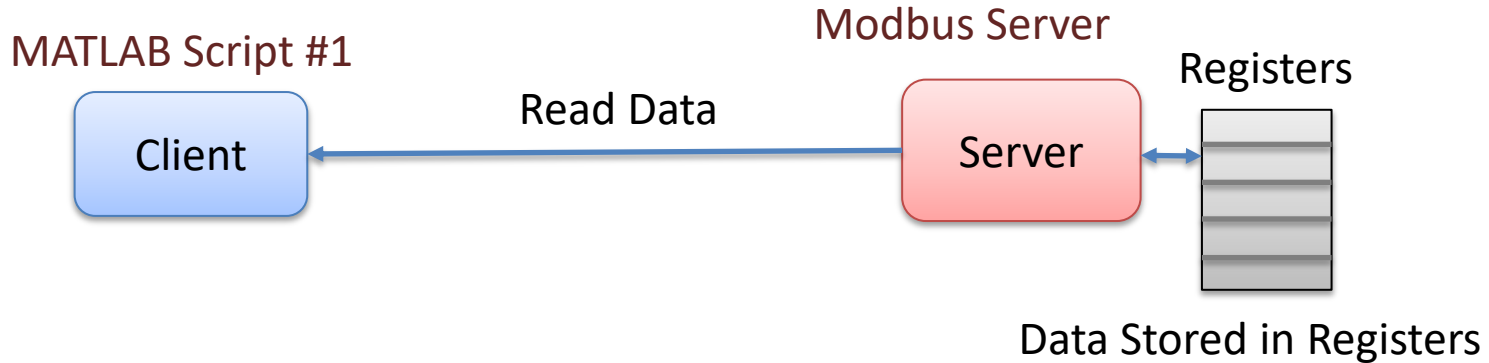 MATLAB Script #1
Modbus Server
Registers
Client
Read Data
Server
Data Stored in Registers